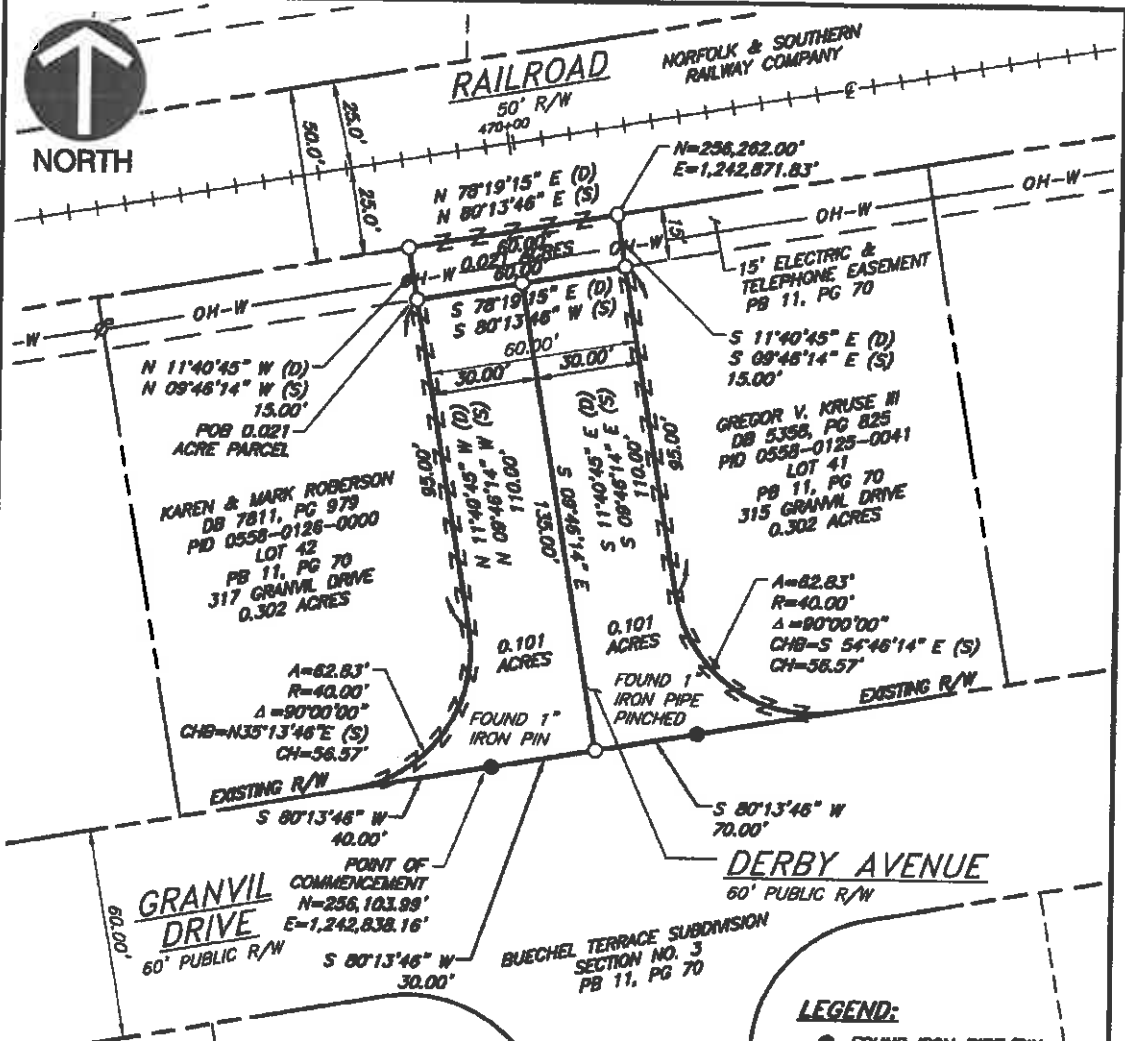 NORTH
RAILROAD
50' R/W
470+00
NORFOLK & SOUTHERN
RAILWAY COMPANY
50.0'
25.0'
25.0'
N=256,262.00'
E=1,242,871.83'
N 78°19'15" E (D)
N 80°13'46" E (S)
60.00'
0.021 ACRES
60.00'
S 78°19'15" E (D)
S 80°13'46" W (S)
OH-W
OH-W
OH-W
OH-W
OH-W
-W
15'
15' ELECTRIC &
TELEPHONE EASEMENT
PB 11, PG 70
N 11°40'45" W (D)
N 09°46'14" W (S)
15.00'
POB 0.021
ACRE PARCEL
S 11°40'45" E (D)
S 09°46'14" E (S)
15.00'
60.00'
30.00'
30.00'
KAREN & MARK ROBERSON
DB 7811, PG 979
PID 0558-0126-0000
LOT 42
PB 11, PG 70
317 GRANVIL DRIVE
0.302 ACRES
95.00'
N 11°40'45" W (D)
N 09°46'14" W (S)
110.00'
S 09°46'14" E
135.00'
S 11°40'45" E (D)
S 09°46'14" E (S)
110.00'
95.00'
GREGOR V. KRUSE III
DB 5356, PG 825
PID 0558-0125-0041
LOT 41
PB 11, PG 70
315 GRANVIL DRIVE
0.302 ACRES
0.101
ACRES
0.101
ACRES
A=62.83'
R=40.00'
Δ=90°00'00"
CHB=N35°13'46"E (S)
CH=56.57'
A=62.83'
R=40.00'
Δ=90°00'00"
CHB=S 54°46'14" E (S)
CH=56.57'
FOUND 1"
IRON PIN
FOUND 1"
IRON PIPE
PINCHED
EXISTING R/W
EXISTING R/W
S 80°13'46" W
40.00'
S 80°13'46" W
70.00'
POINT OF
COMMENCEMENT
N=256,103.99'
E=1,242,838.16'
DERBY AVENUE
60' PUBLIC R/W
GRANVIL
DRIVE
60' PUBLIC R/W
60.00'
S 80°13'46" W
30.00'
BUECHEL TERRACE SUBDIVISION
SECTION NO. 3
PB 11, PG 70
LEGEND:
FOUND IRON PIPE/PIN